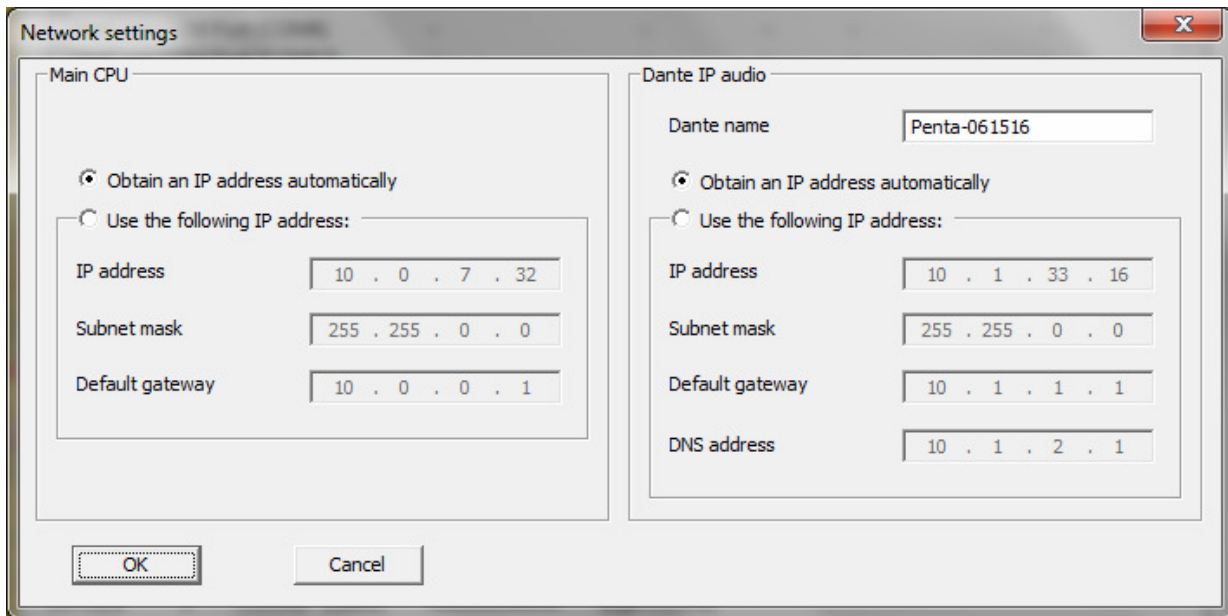 Network settings
Main CPU
Obtain an IP address automatically
Use the following IP address:
IP address 10 . 0 . 7 . 32
Subnet mask 255 . 255 . 0 . 0
Default gateway 10 . 0 . 0 . 1
Dante IP audio
Dante name Penta-061516
Obtain an IP address automatically
Use the following IP address:
IP address 10 . 1 . 33 . 16
Subnet mask 255 . 255 . 0 . 0
Default gateway 10 . 1 . 1 . 1
DNS address 10 . 1 . 2 . 1
OK Cancel